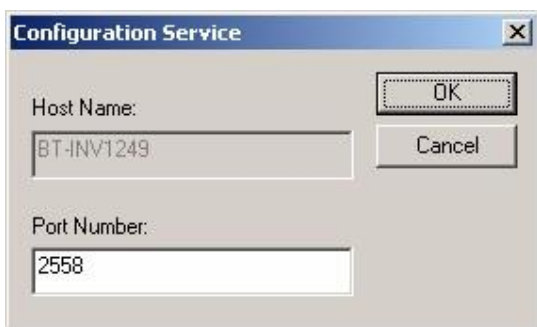 Configuration Service
OK
Host Name:
BT-INV1249
Cancel
Port Number:
2558